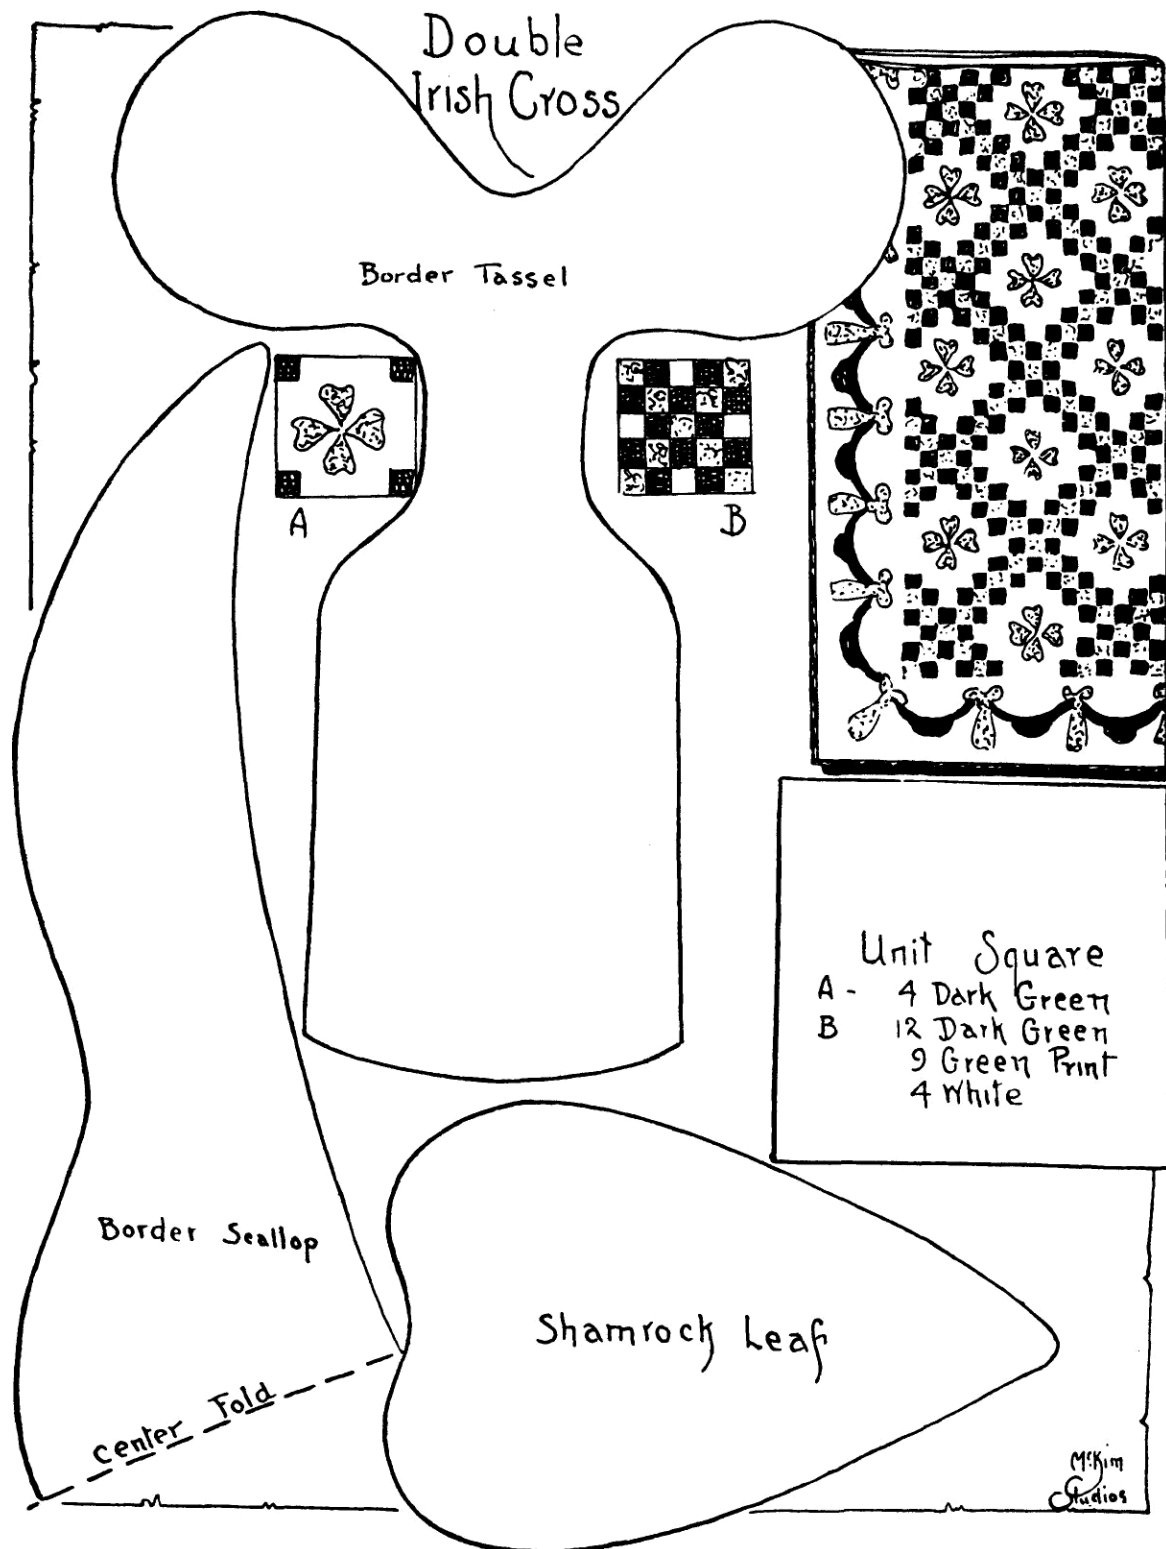 Double
Irish Cross
Border Tassel
A
B
Unit Square
A - 4 Dark Green
B 12 Dark Green
9 Green Print
4 White
Border Scallop
Shamrock Leaf
Center Fold
McKim
Studios